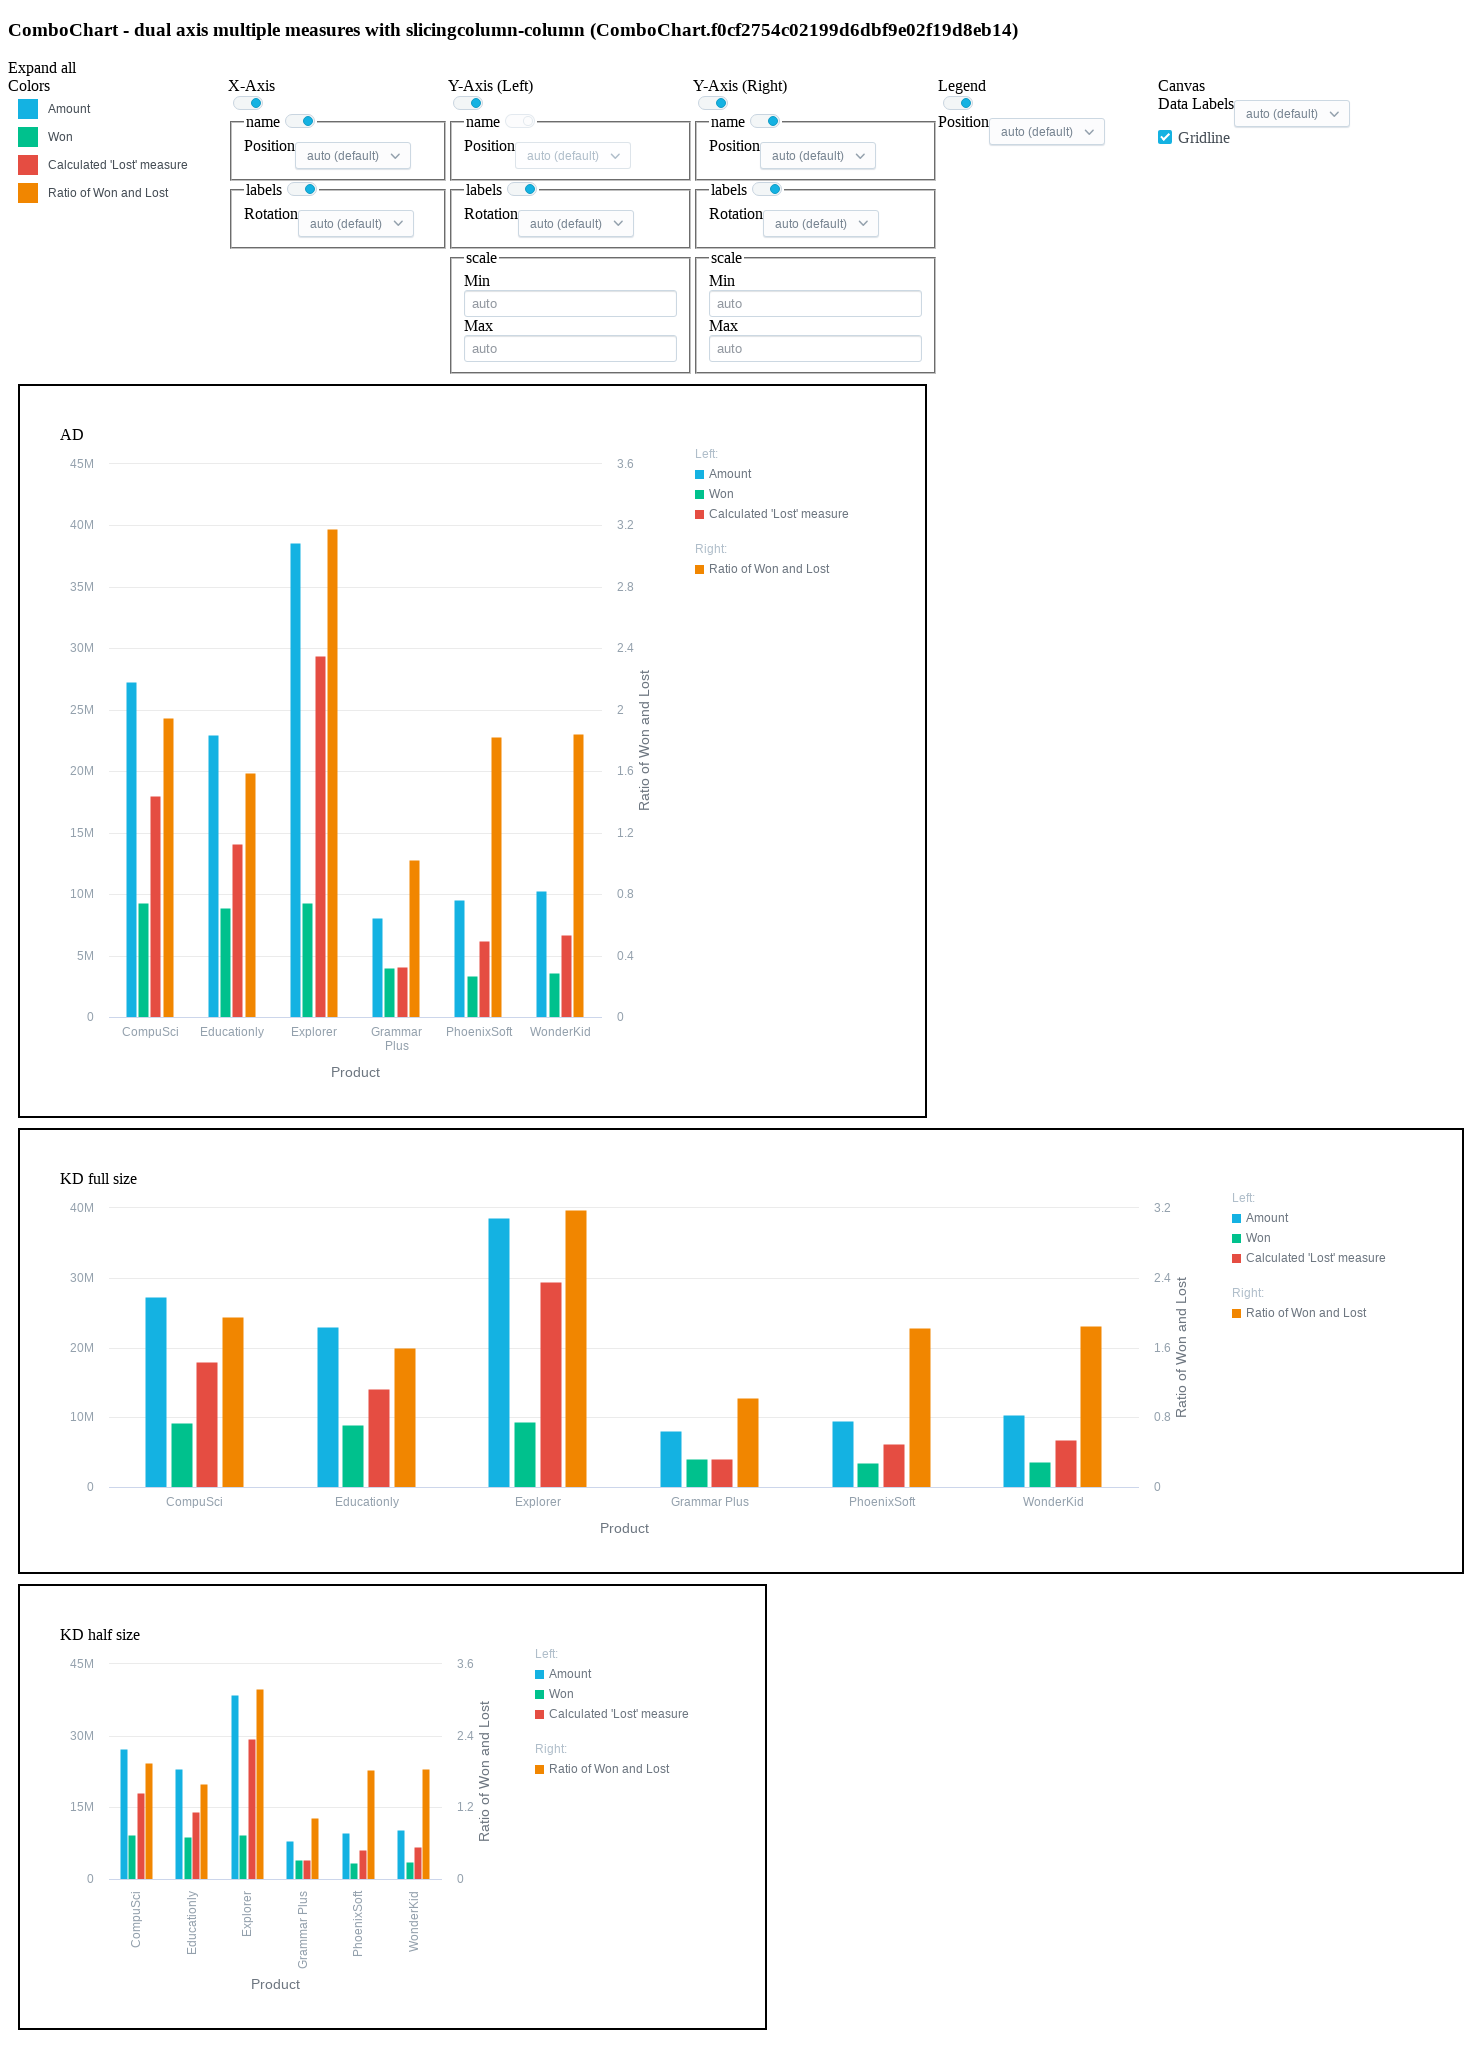 ComboChart - dual axis multiple measures with slicingcolumn-column (ComboChart.f0cf2754c02199d6dbf9e02f19d8eb14)
Expand all
Colors
Amount
Won
Calculated 'Lost' measure
Ratio of Won and Lost
X-Axis
name
Position auto (default)
labels
Rotation auto (default)
Y-Axis (Left)
name
Position auto (default)
labels
Rotation auto (default)
scale
Min
auto
Max
auto
Y-Axis (Right)
name
Position auto (default)
labels
Rotation auto (default)
scale
Min
auto
Max
auto
Legend
Position auto (default)
Canvas
Data Labels auto (default)
Gridline
AD
45M
40M
35M
30M
25M
20M
15M
10M
5M
0
3.6
3.2
2.8
2.4
2
1.6
1.2
0.8
0.4
0
Ratio of Won and Lost
CompuSci
Educationly
Explorer
Grammar
Plus
PhoenixSoft
WonderKid
Product
Left:
Amount
Won
Calculated 'Lost' measure
Right:
Ratio of Won and Lost
KD full size
40M
30M
20M
10M
0
3.2
2.4
1.6
0.8
0
Ratio of Won and Lost
CompuSci
Educationly
Explorer
Grammar Plus
PhoenixSoft
WonderKid
Product
Left:
Amount
Won
Calculated 'Lost' measure
Right:
Ratio of Won and Lost
KD half size
45M
30M
15M
0
3.6
2.4
1.2
0
Ratio of Won and Lost
CompuSci
Educationly
Explorer
Grammar Plus
PhoenixSoft
WonderKid
Product
Left:
Amount
Won
Calculated 'Lost' measure
Right:
Ratio of Won and Lost